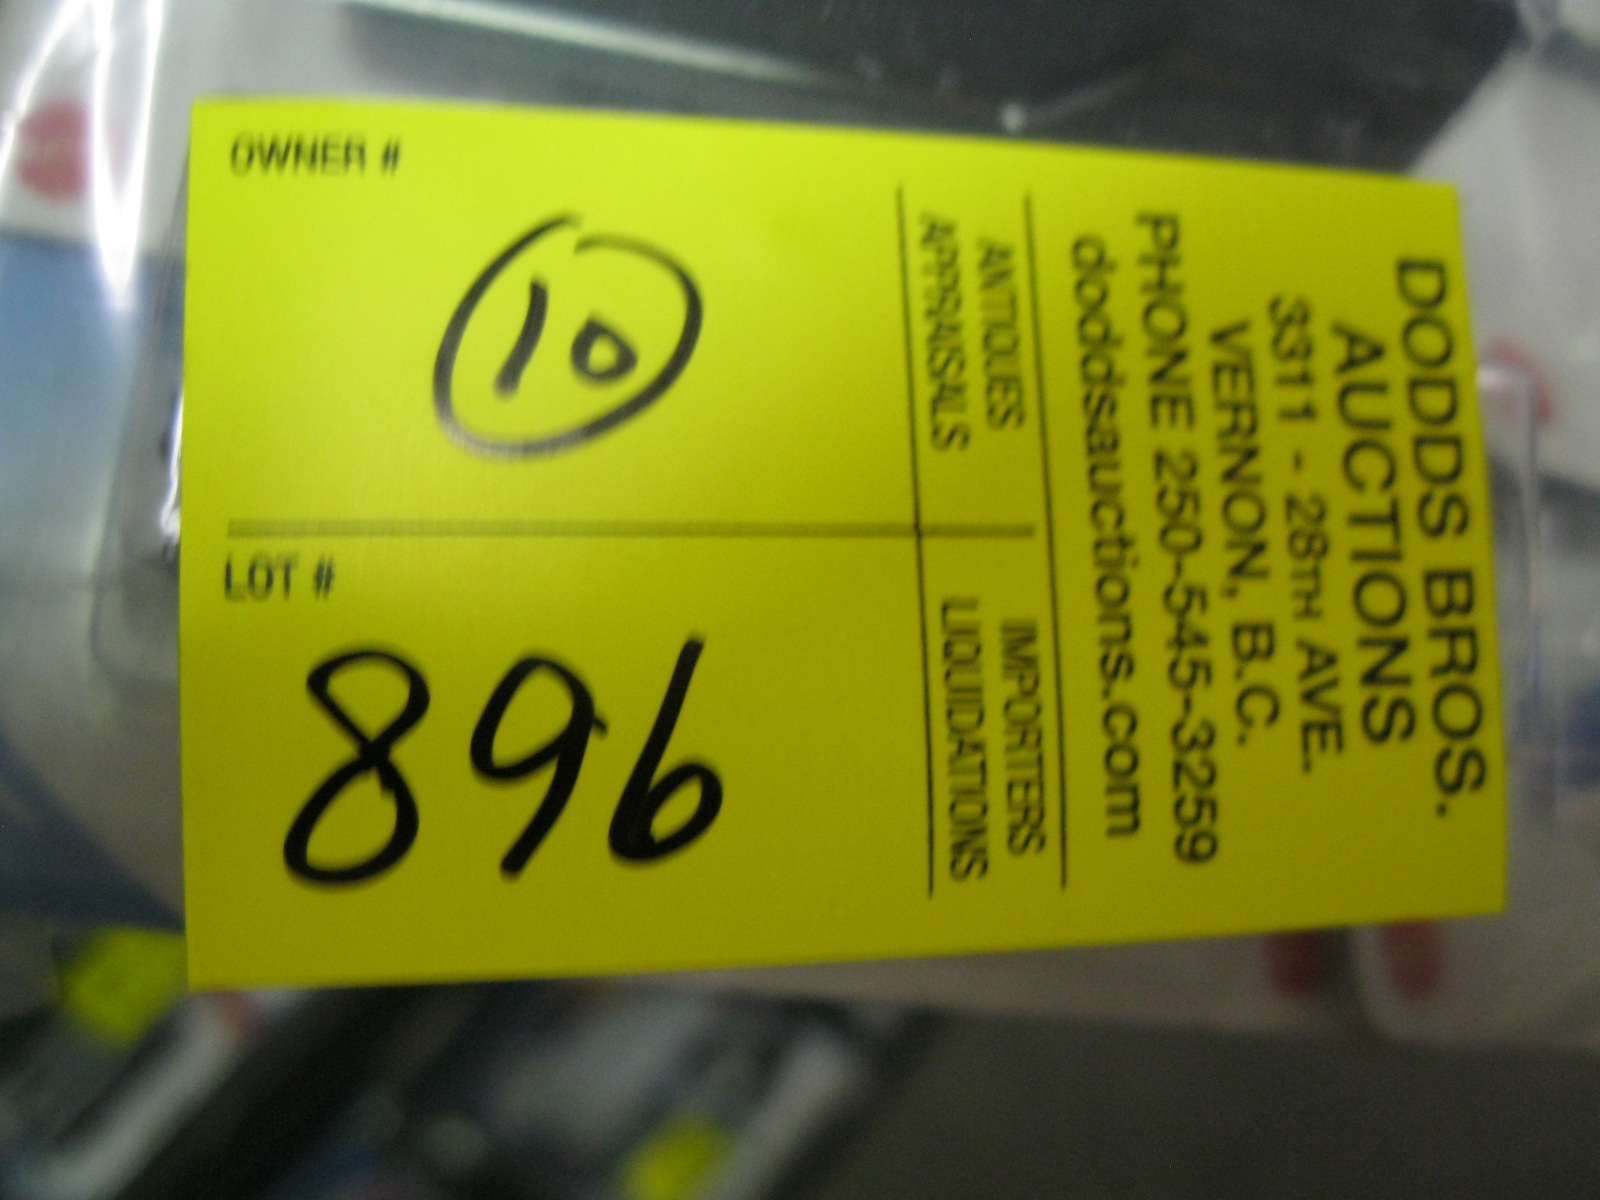 DODDS BROS.
AUCTIONS
3311 - 28TH AVE.
VERNON, B.C.
PHONE 250-545-3259
doddsauctions.com
ANTIQUES
APPRAISALS
IMPORTERS
LIQUIDATIONS
OWNER #
10
LOT #
896